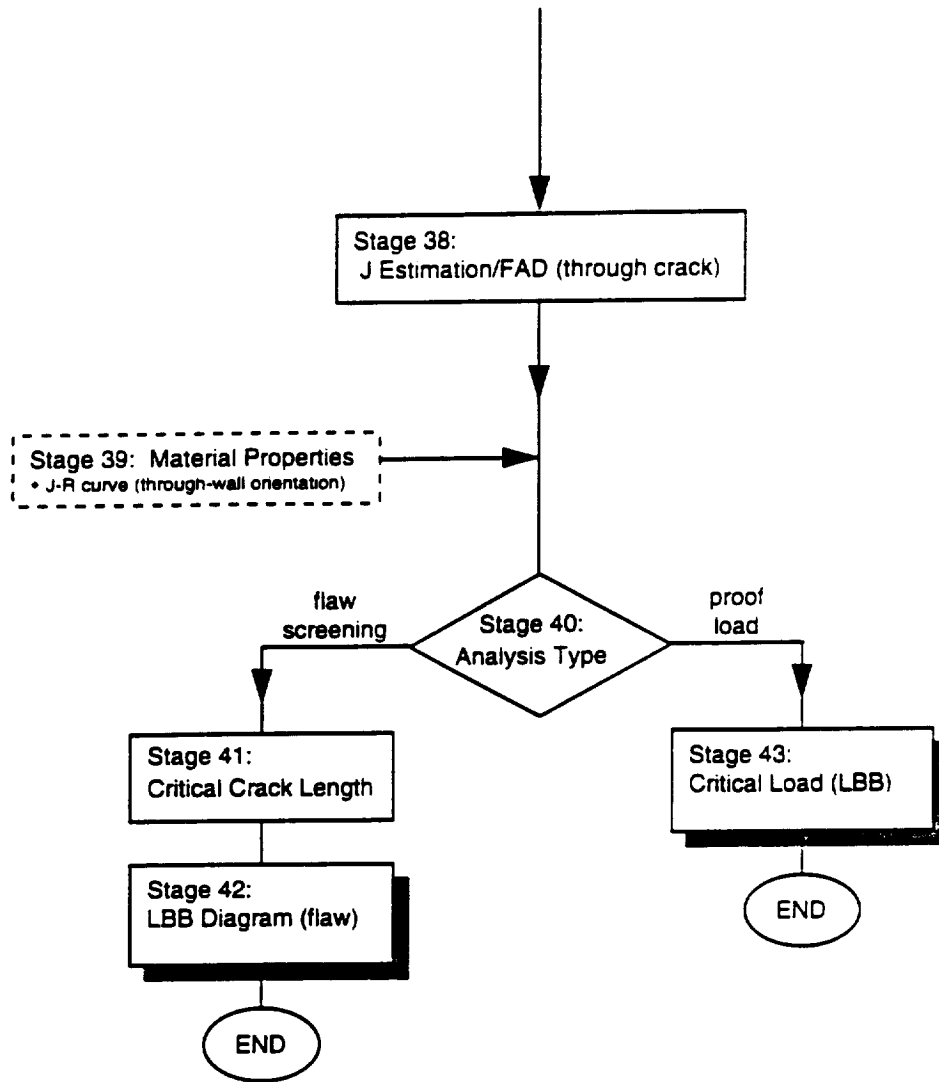 Stage 38:
J Estimation/FAD (through crack)
Stage 39: Material Properties
• J-R curve (through-wall orientation)
flaw
screening
Stage 40:
Analysis Type
proof
load
Stage 41:
Critical Crack Length
Stage 43:
Critical Load (LBB)
Stage 42:
LBB Diagram (flaw)
END
END